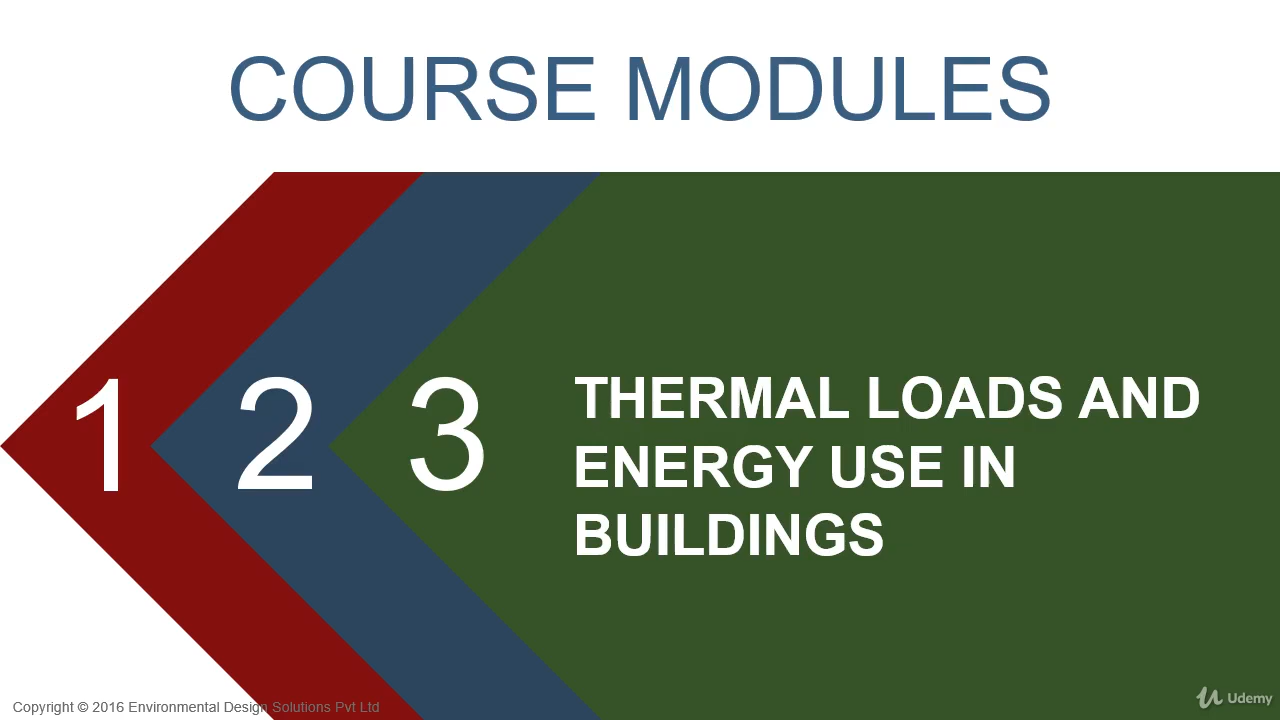 COURSE MODULES
1 2 3
THERMAL LOADS AND
ENERGY USE IN
BUILDINGS
Copyright © 2016 Environmental Design Solutions Pvt Ltd
Udemy